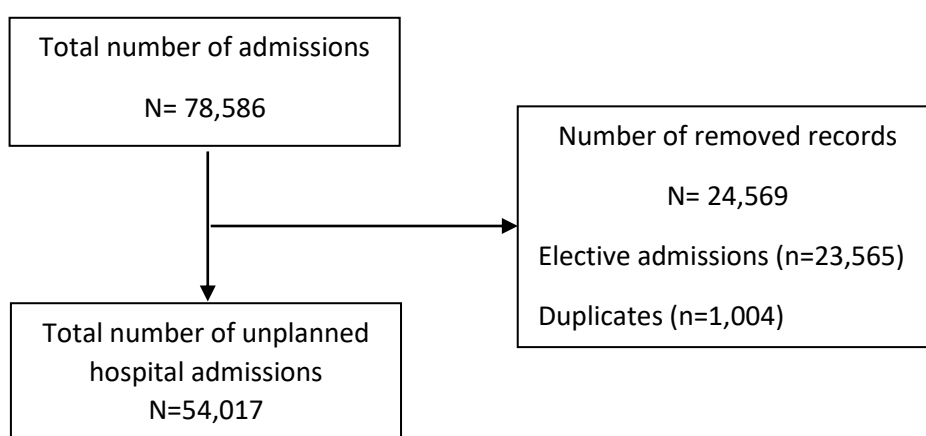 Total number of admissions
N= 78,586
Number of removed records
N= 24,569
Elective admissions (n=23,565)
Duplicates (n=1,004)
Total number of unplanned
hospital admissions
N=54,017